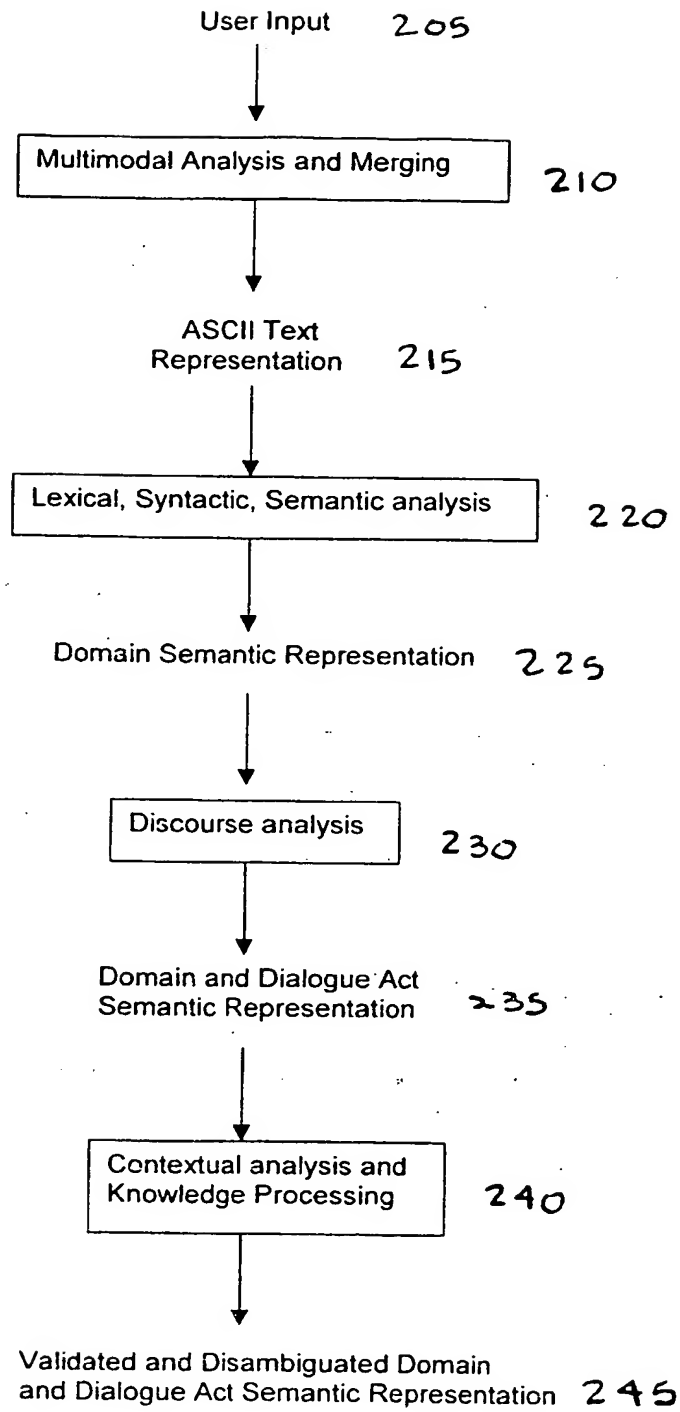 User Input 205
Multimodal Analysis and Merging 210
ASCII Text
Representation 215
Lexical, Syntactic, Semantic analysis 220
Domain Semantic Representation 225
Discourse analysis 230
Domain and Dialogue Act
Semantic Representation 235
Contextual analysis and
Knowledge Processing 240
Validated and Disambiguated Domain
and Dialogue Act Semantic Representation 245